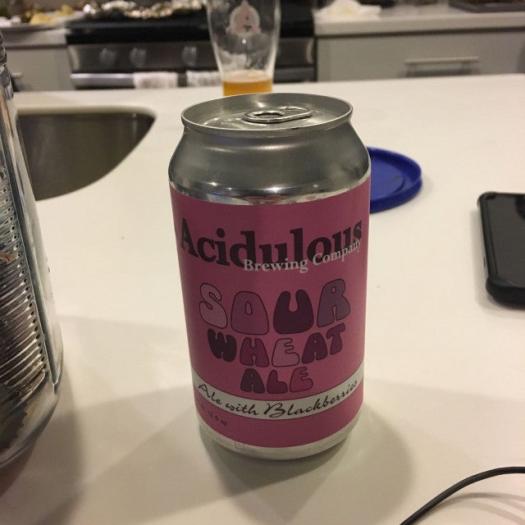 Acidulous
Brewing Company
SOUR
WHEAT
ALE
Ale with Blackberries